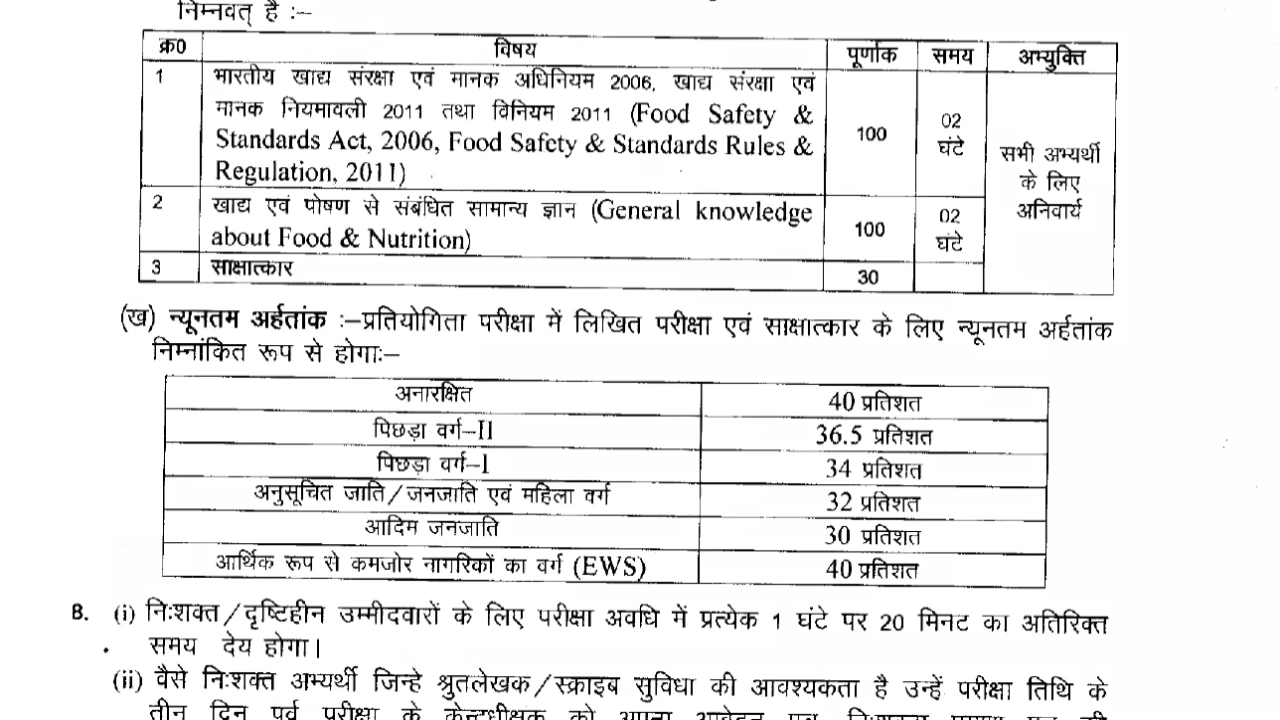 निम्नवत् है :–
क्र0 विषय पूर्णांक समय अभ्युक्ति
1 भारतीय खाद्य संरक्षा एवं मानक अधिनियम 2006, खाद्य संरक्षा एवं
मानक नियमावली 2011 तथा विनियम 2011 (Food Safety &
Standards Act, 2006, Food Safety & Standards Rules &
Regulation, 2011)
100
02
घंटे
सभी अभ्यर्थी
के लिए
अनिवार्य
2 खाद्य एवं पोषण से संबंधित सामान्य ज्ञान (General knowledge
about Food & Nutrition)
100
02
घंटे
3 साक्षात्कार 30
(ख) न्यूनतम अर्हतांक :–प्रतियोगिता परीक्षा में लिखित परीक्षा एवं साक्षात्कार के लिए न्यूनतम अर्हतांक
निम्नांकित रूप से होगाः–
अनारक्षित 40 प्रतिशत
पिछड़ा वर्ग–II 36.5 प्रतिशत
पिछड़ा वर्ग–I 34 प्रतिशत
अनुसूचित जाति/जनजाति एवं महिला वर्ग 32 प्रतिशत
आदिम जनजाति 30 प्रतिशत
आर्थिक रूप से कमजोर नागरिकों का वर्ग (EWS) 40 प्रतिशत
8. (i) निःशक्त/दृष्टिहीन उम्मीदवारों के लिए परीक्षा अवधि में प्रत्येक 1 घंटे पर 20 मिनट का अतिरिक्त
समय देय होगा।
(ii) वैसे निःशक्त अभ्यर्थी जिन्हे श्रुतलेखक/स्क्राइब सुविधा की आवश्यकता है उन्हें परीक्षा तिथि के
तीन दिन पूर्व परीक्षा के केन्द्राधीक्षक को अपना आवेदन